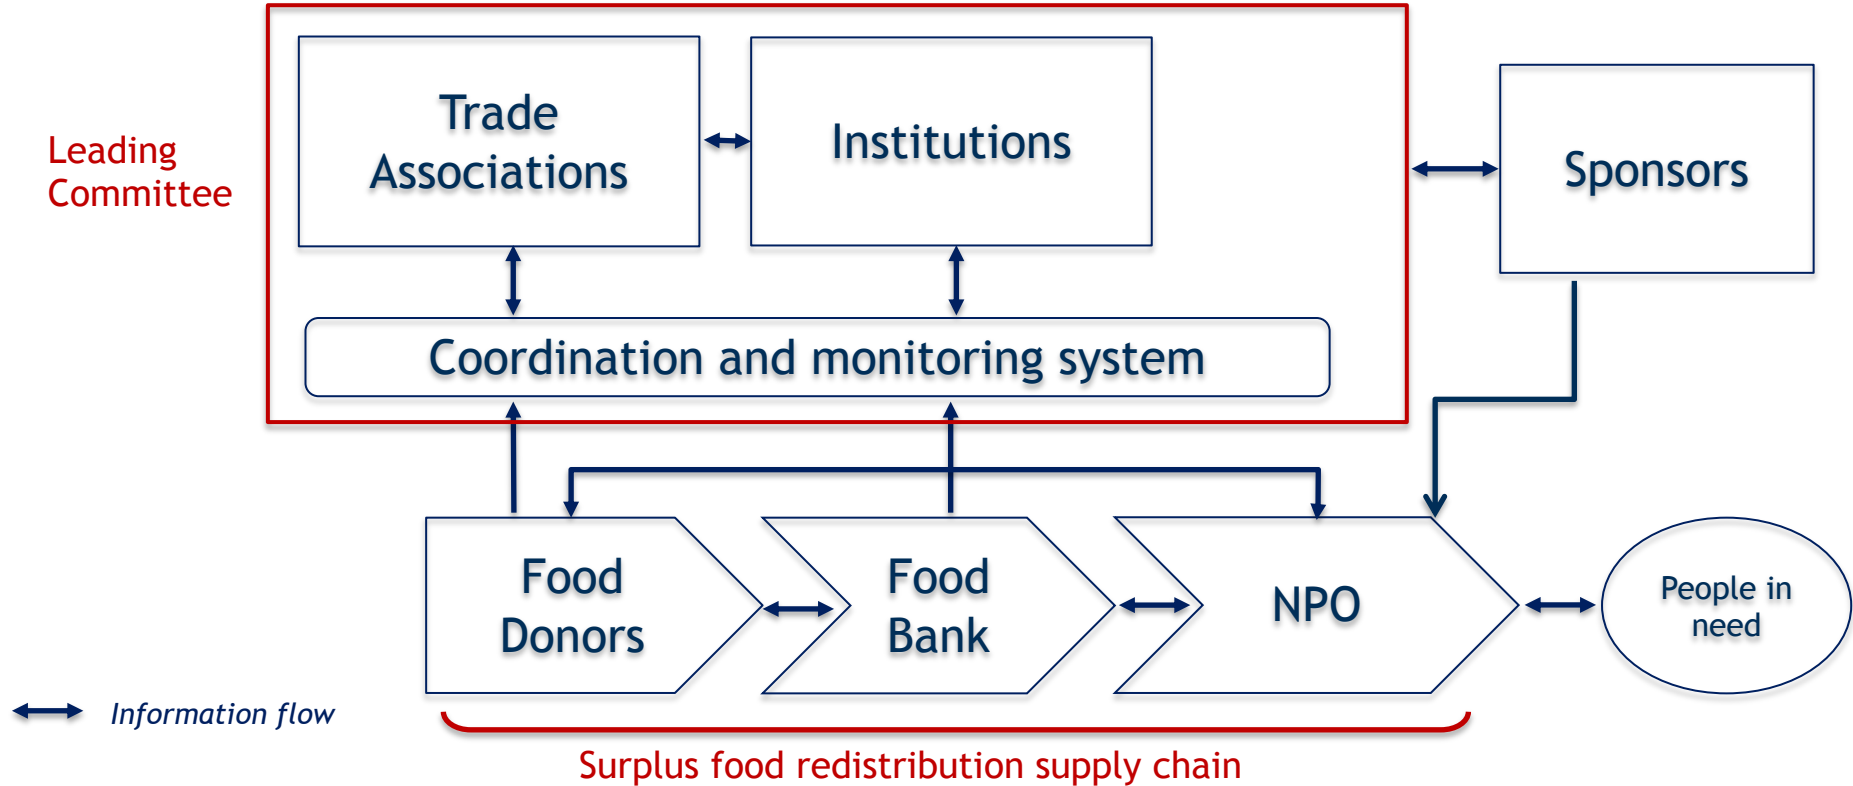 Leading
Committee
Trade
Associations
Institutions
Sponsors
Coordination and monitoring system
Food
Donors
Food
Bank
NPO
People in
need
Information flow
Surplus food redistribution supply chain